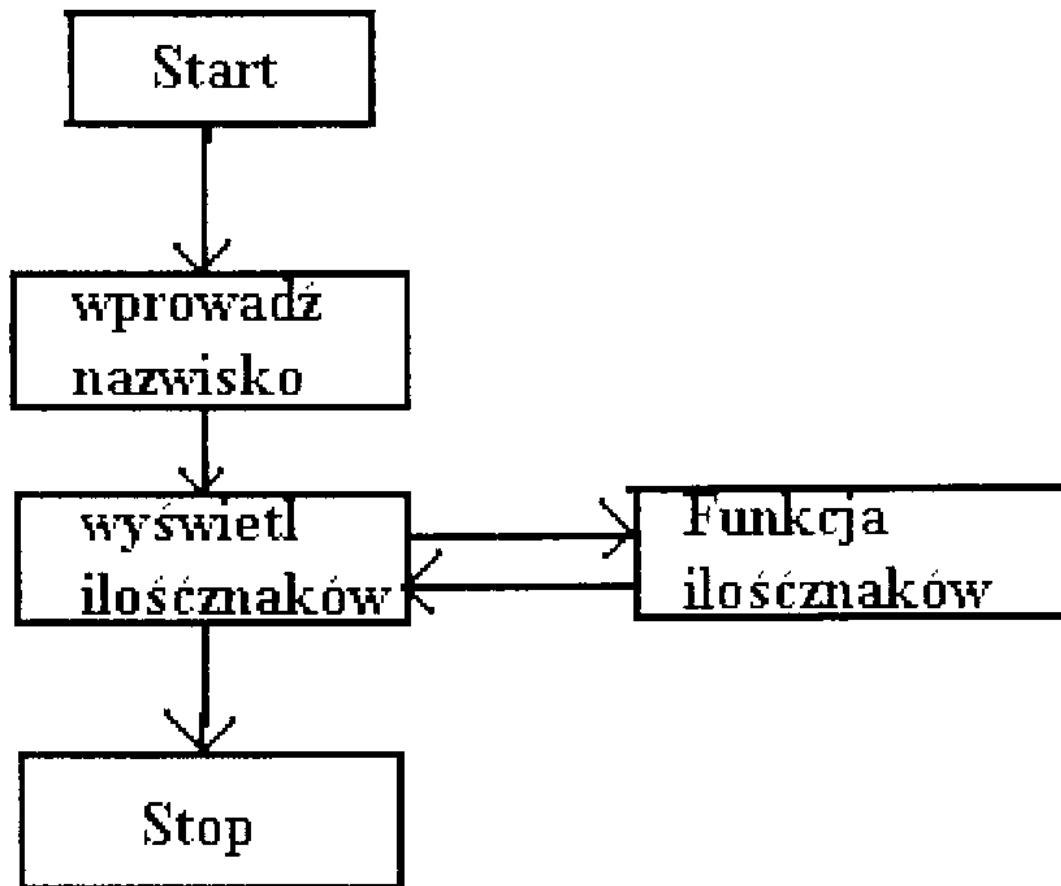 Start
wprowadź
nazwisko
wyświetl
ilośćznaków
Funkcja
ilośćznaków
Stop